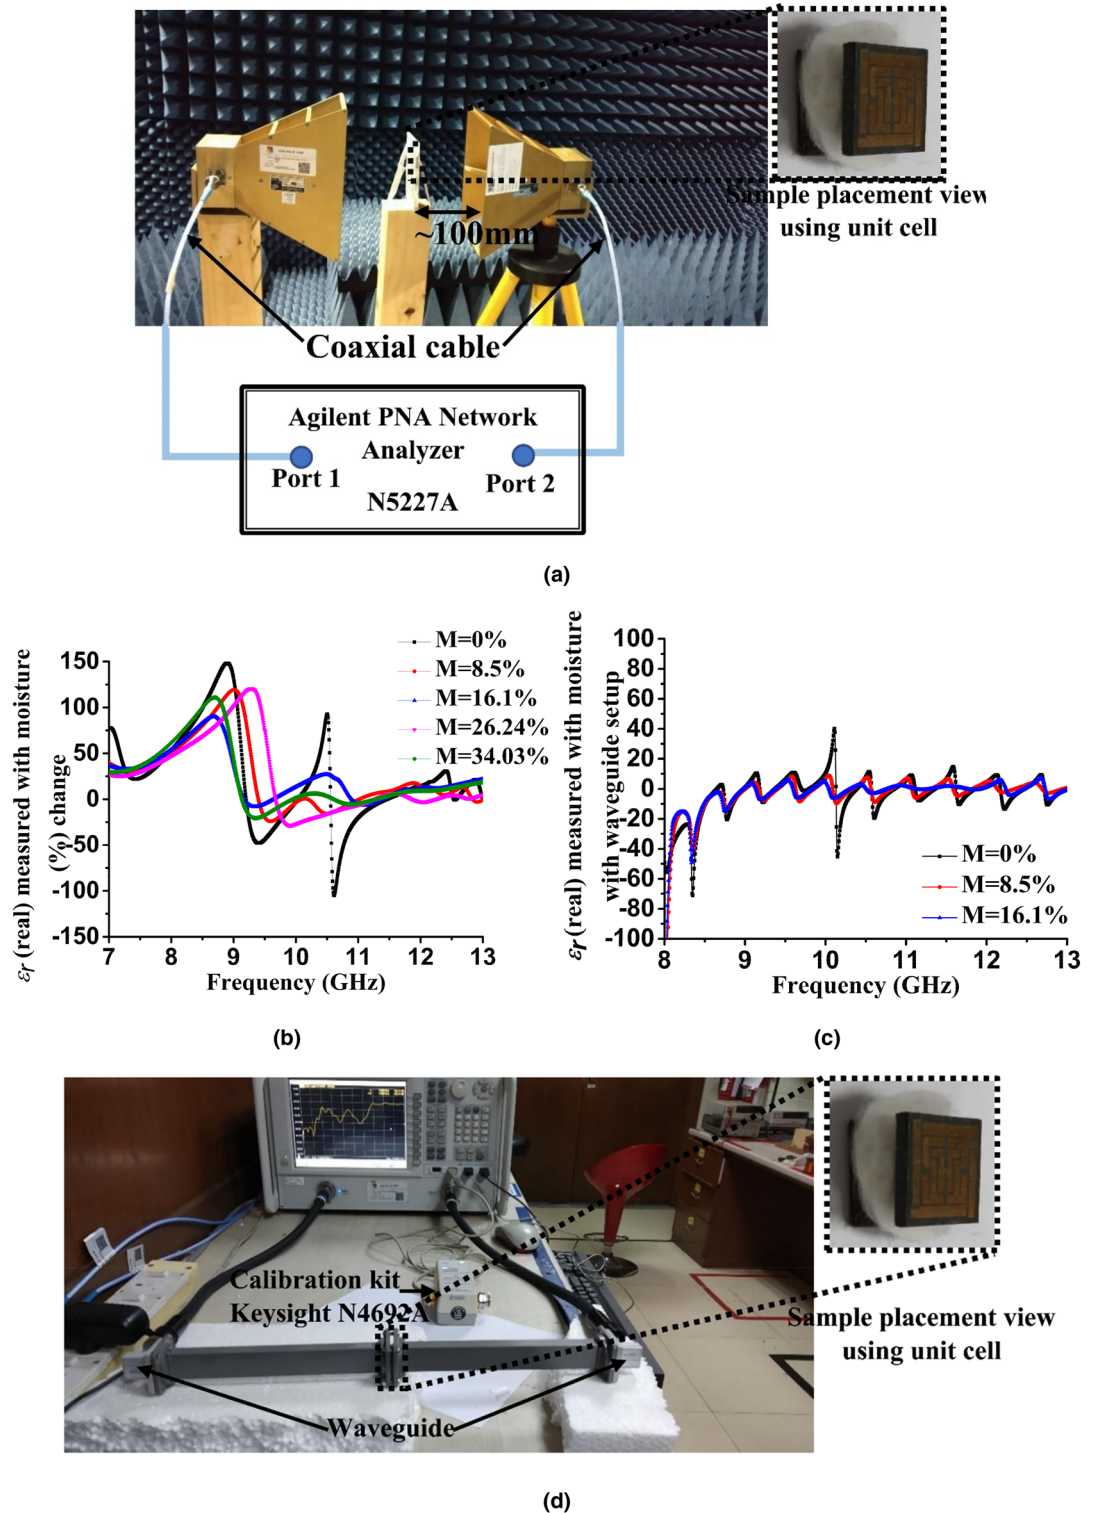 ~100mm
Sample placement view
using unit cell
Coaxial cable
Agilent PNA Network
Analyzer
Port 1
Port 2
N5227A
(a)
εr (real) measured with moisture
(%) change
M=0%
M=8.5%
M=16.1%
M=26.24%
M=34.03%
150
100
50
0
-50
-100
-150
7 8 9 10 11 12 13
Frequency (GHz)
(b)
εr (real) measured with moisture
with waveguide setup
100
80
60
40
20
0
-20
-40
-60
-80
-100
M=0%
M=8.5%
M=16.1%
8 9 10 11 12 13
Frequency (GHz)
(c)
Calibration kit
Keysight N4692A
Waveguide
Sample placement view
using unit cell
(d)